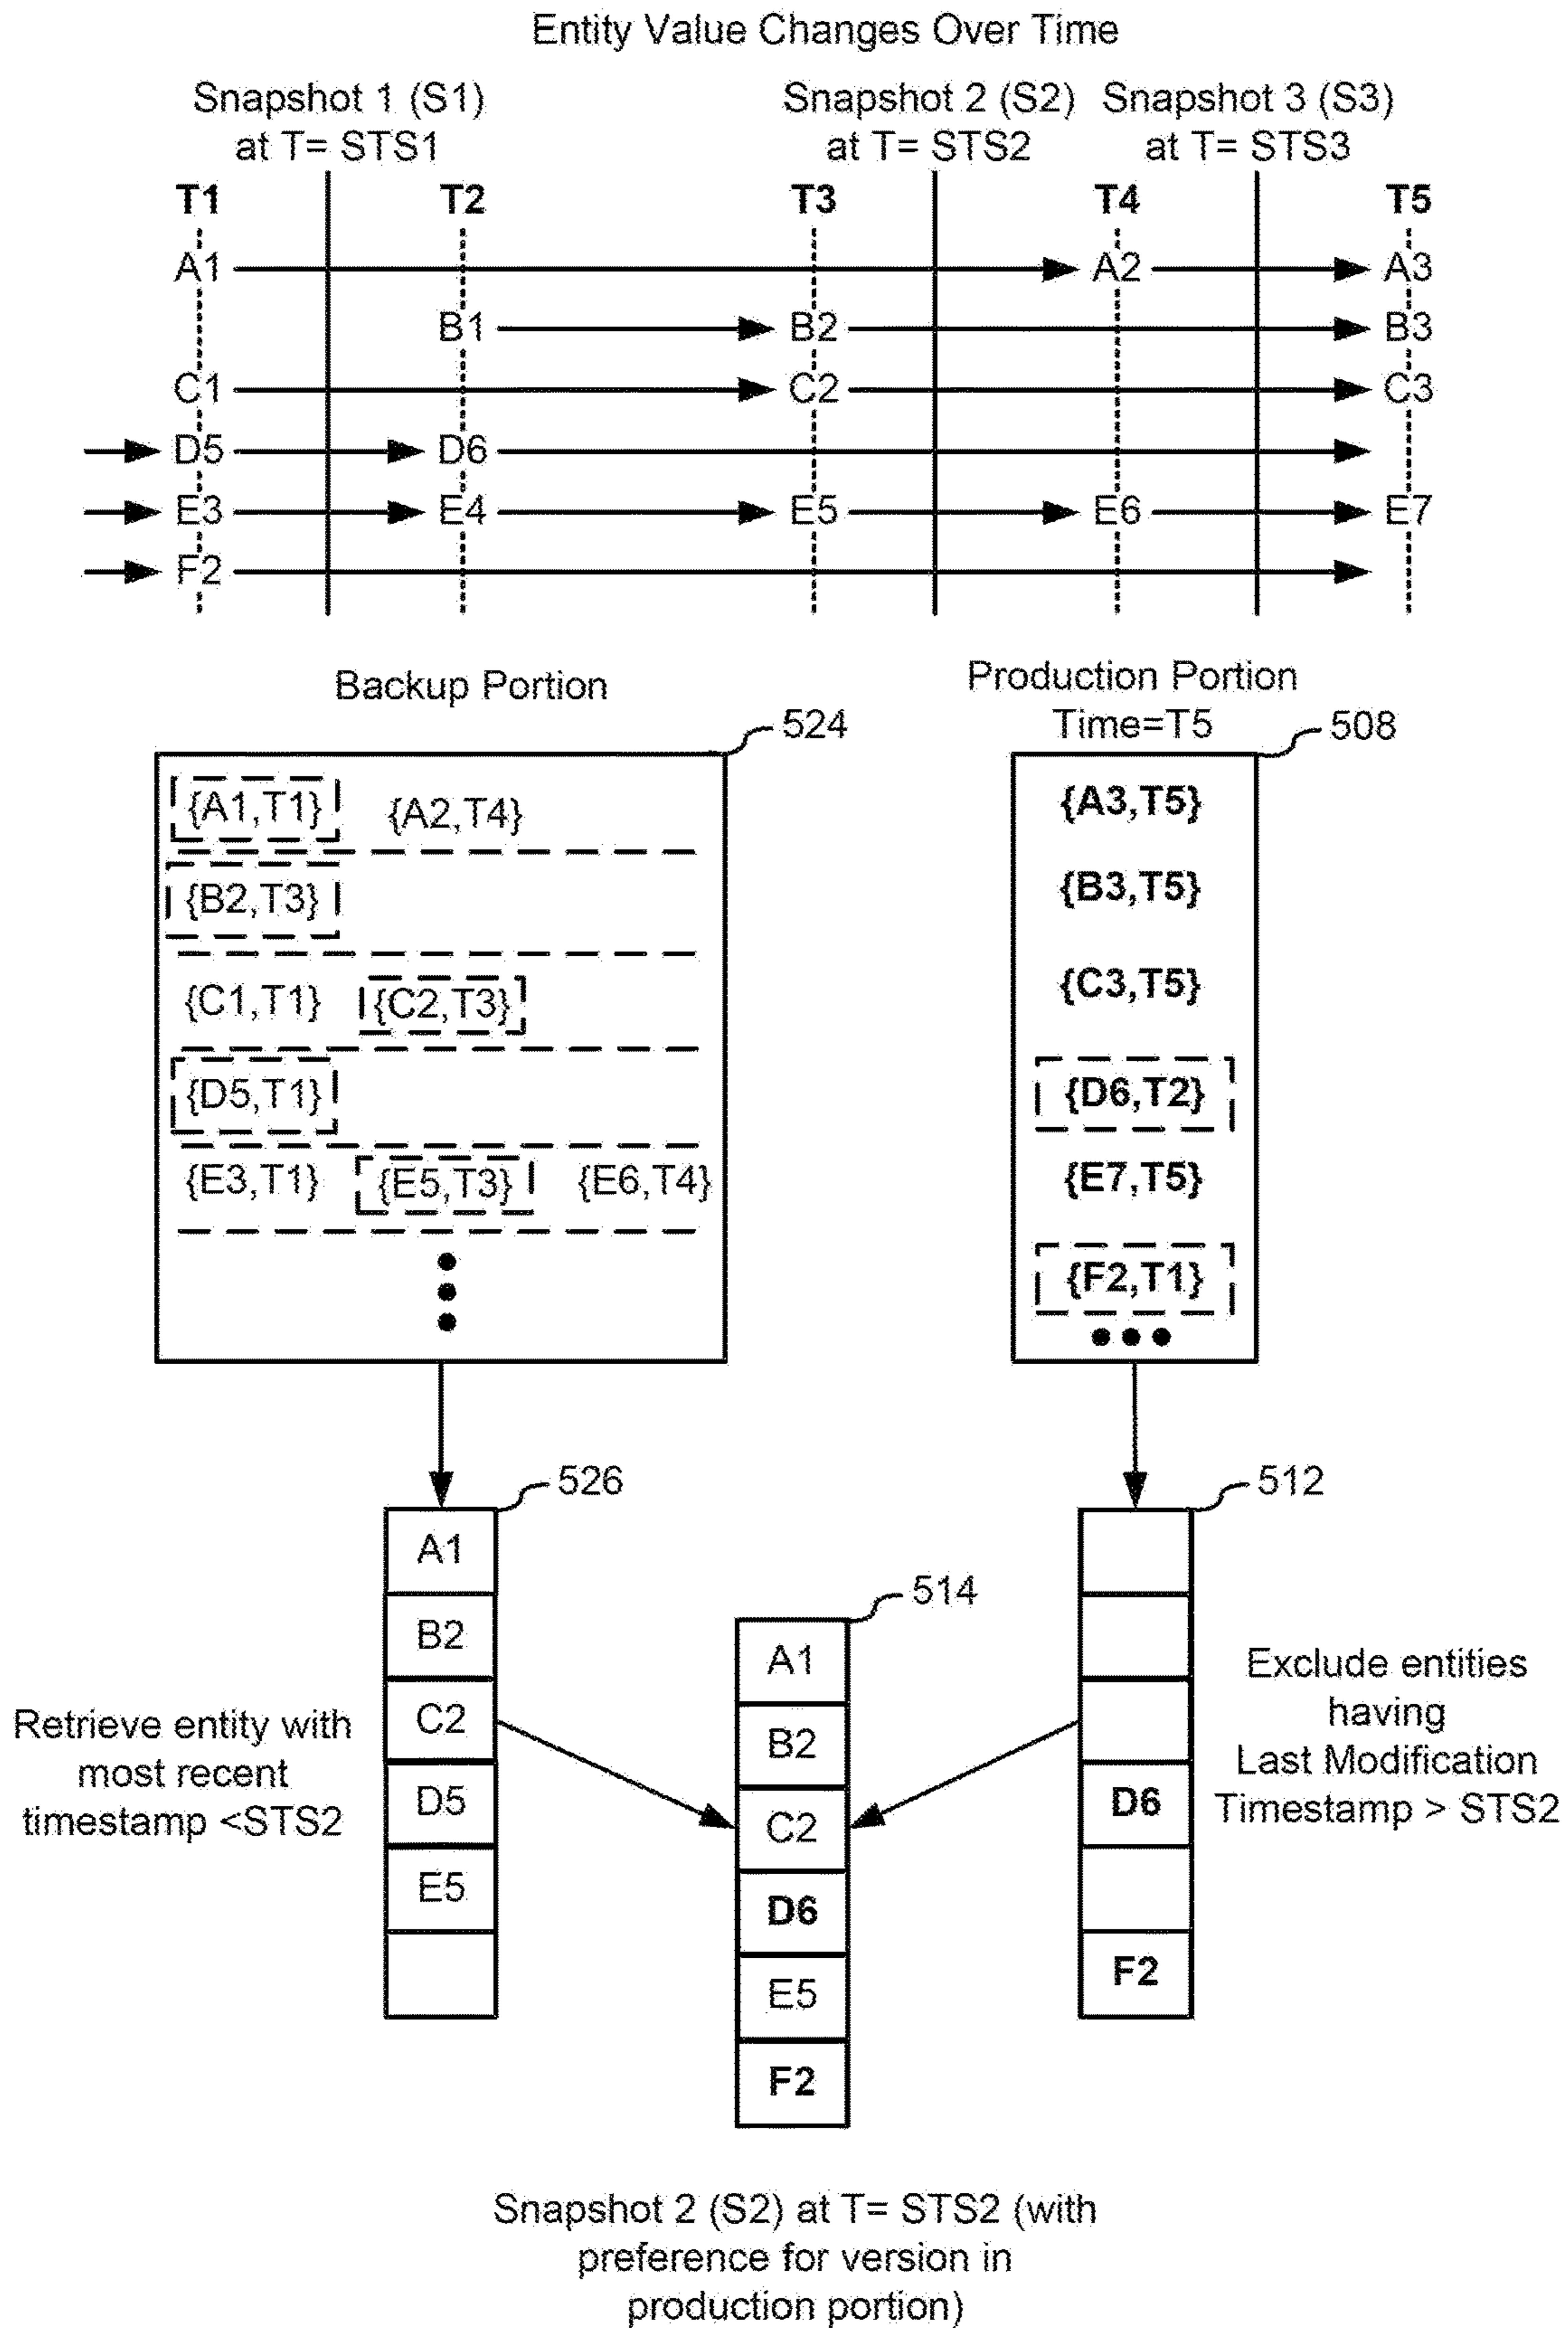 Entity Value Changes Over Time
Snapshot 1 (S1) Snapshot 2 (S2) Snapshot 3 (S3)
at T= STS1 at T= STS2 at T= STS3
T1 T2 T3 T4 T5
A1 A2 A3
B1 B2 B3
C1 C2 C3
D5 D6
E3 E4 E5 E6 E7
F2
Backup Portion
Production Portion
Time=T5
524
508
{A1,T1} {A2,T4}
{B2,T3}
{C1,T1} {C2,T3}
{D5,T1}
{E3,T1} {E5,T3} {E6,T4}
{A3,T5}
{B3,T5}
{C3,T5}
{D6,T2}
{E7,T5}
{F2,T1}
526
A1
B2
C2
D5
E5
Retrieve entity with
most recent
timestamp <STS2
514
A1
B2
C2
D6
E5
F2
512
D6
F2
Exclude entities
having
Last Modification
Timestamp > STS2
Snapshot 2 (S2) at T= STS2 (with
preference for version in
production portion)